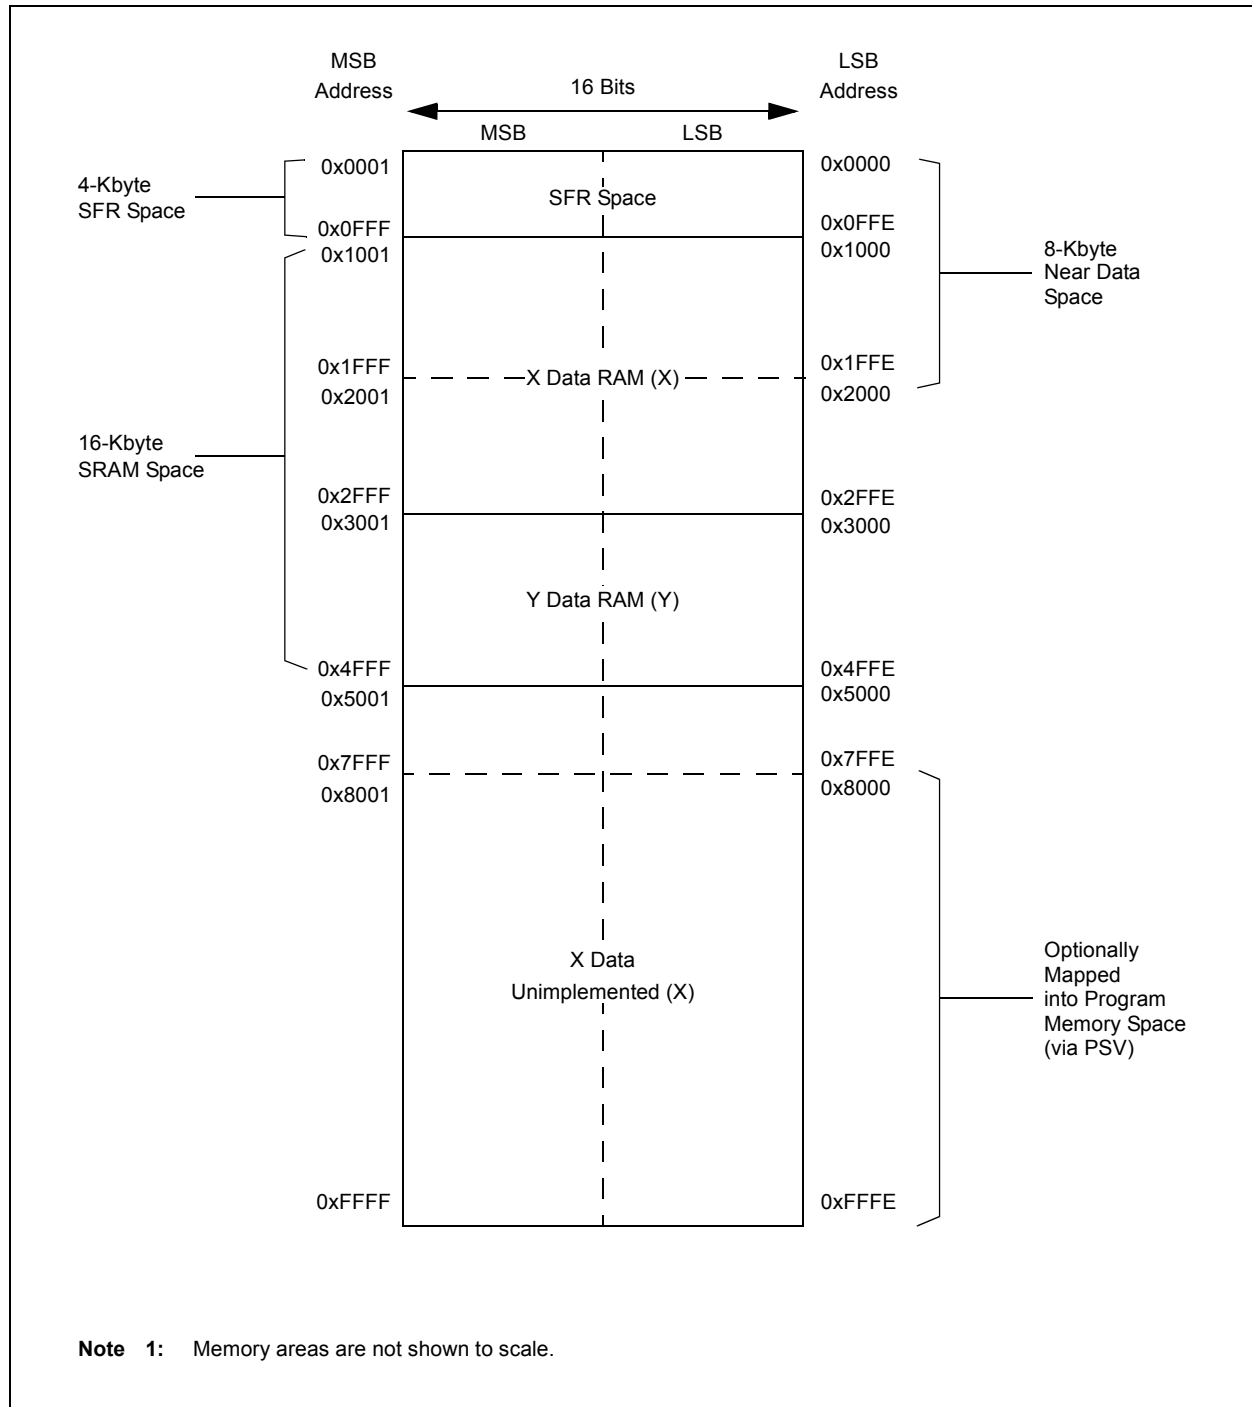 MSB
Address
LSB
Address
16 Bits
MSB
LSB
0x0001
0x0000
4-Kbyte
SFR Space
SFR Space
0x0FFF
0x0FFE
0x1001
0x1000
8-Kbyte
Near Data
Space
0x1FFF
0x1FFE
X Data RAM (X)
0x2001
0x2000
16-Kbyte
SRAM Space
0x2FFF
0x2FFE
0x3001
0x3000
Y Data RAM (Y)
0x4FFF
0x4FFE
0x5001
0x5000
0x7FFF
0x7FFE
0x8001
0x8000
X Data
Unimplemented (X)
Optionally
Mapped
into Program
Memory Space
(via PSV)
0xFFFF
0xFFFE
Note 1: Memory areas are not shown to scale.